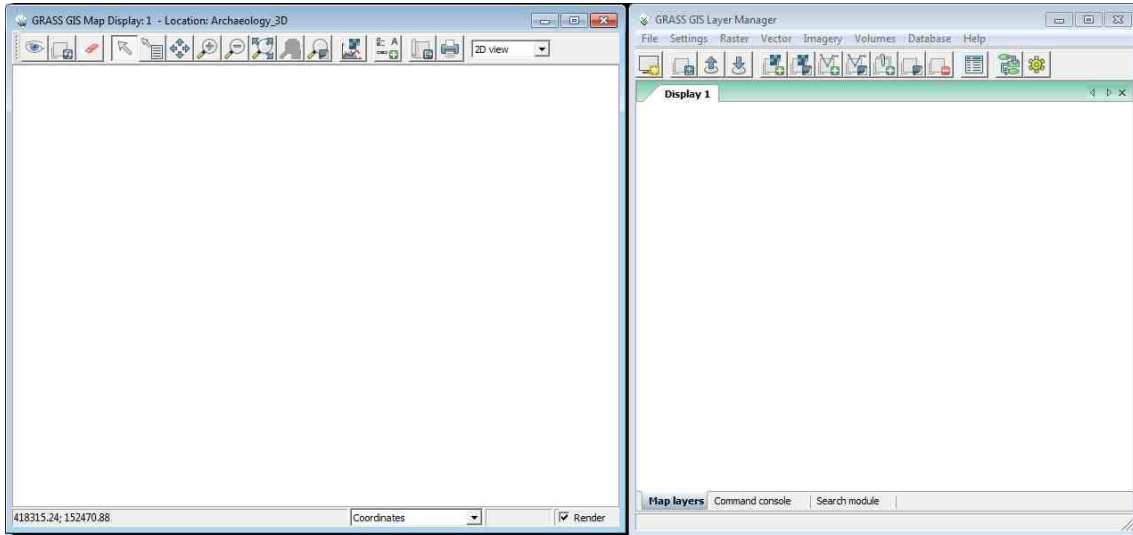 GRASS GIS Map Display: 1 - Location: Archaeology_3D
2D view
418315.24; 152470.88
Coordinates
Render
GRASS GIS Layer Manager
File Settings Raster Vector Imagery Volumes Database Help
Display 1
Map layers Command console Search module